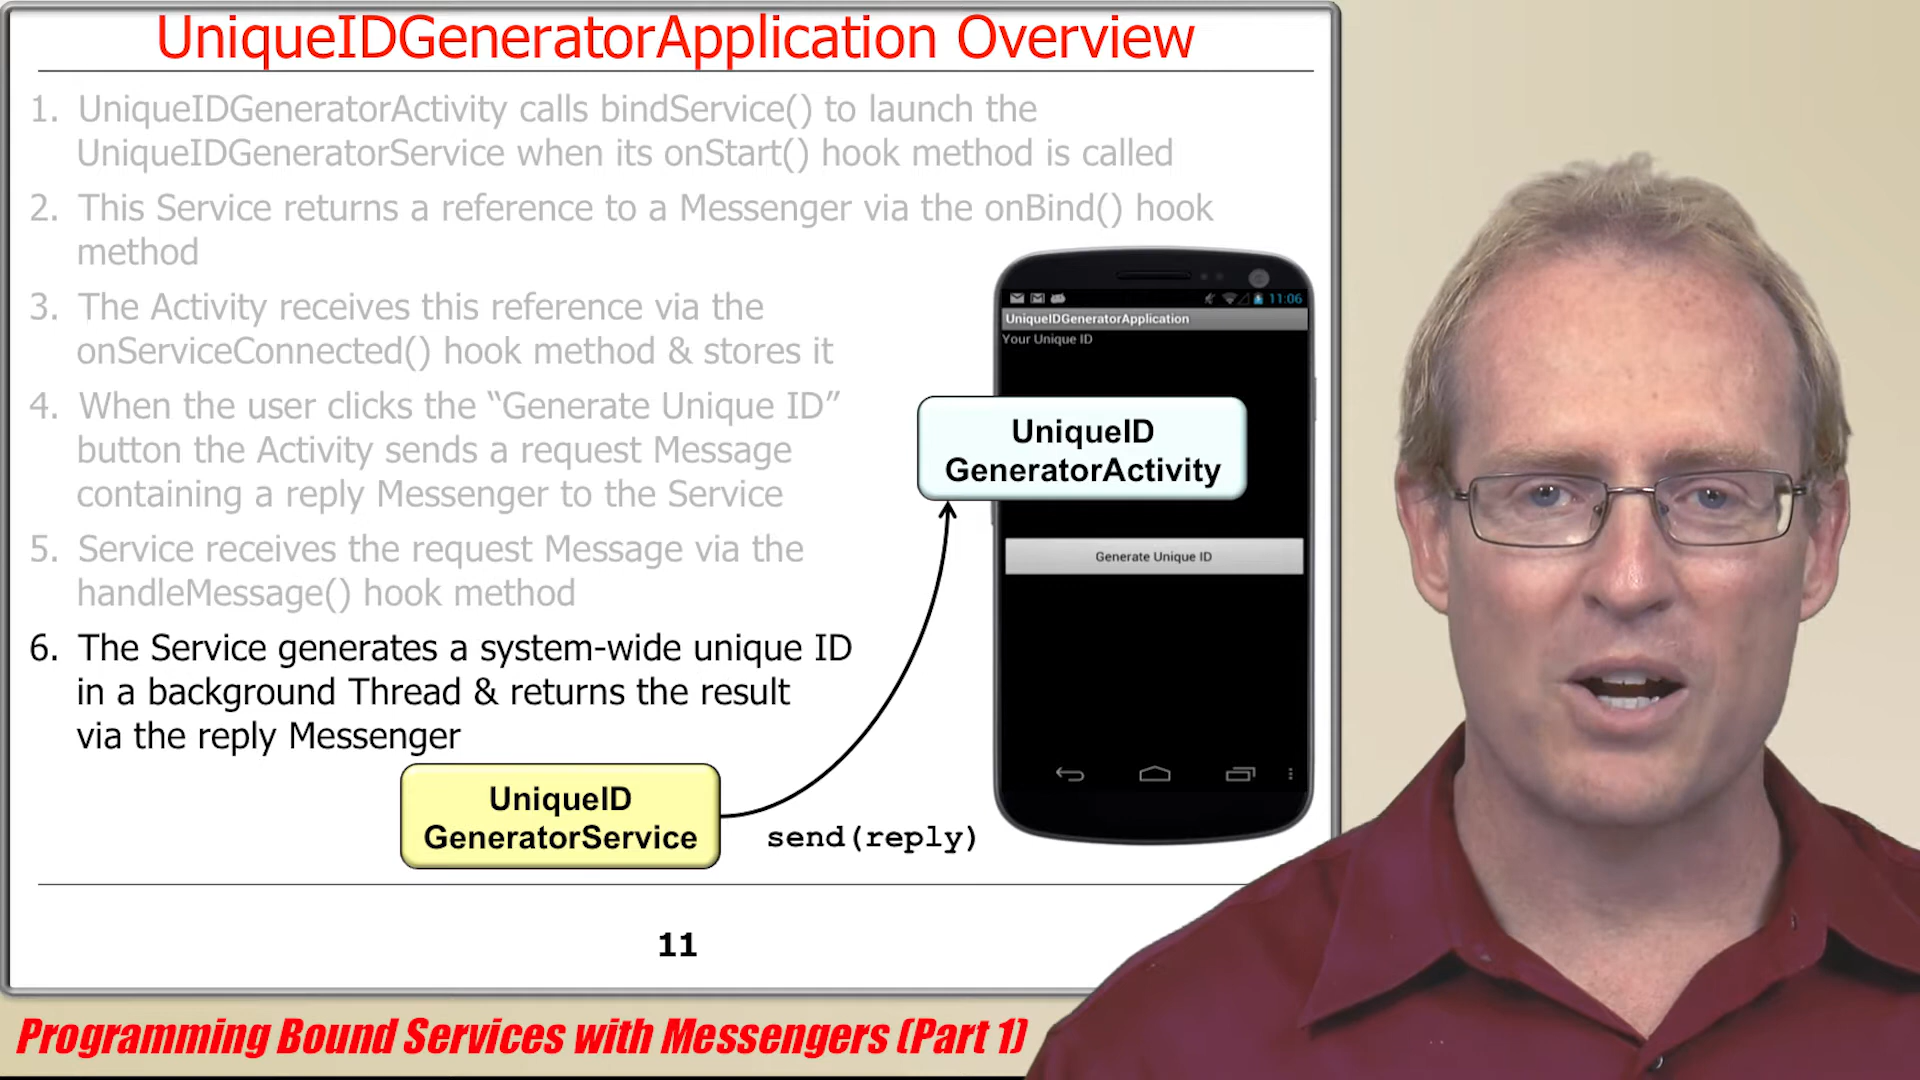 UniqueIDGeneratorApplication Overview
1. UniqueIDGeneratorActivity calls bindService() to launch the
UniqueIDGeneratorService when its onStart() hook method is called
2. This Service returns a reference to a Messenger via the onBind() hook
method
3. The Activity receives this reference via the
onServiceConnected() hook method & stores it
4. When the user clicks the “Generate Unique ID”
button the Activity sends a request Message
containing a reply Messenger to the Service
5. Service receives the request Message via the
handleMessage() hook method
6. The Service generates a system-wide unique ID
in a background Thread & returns the result
via the reply Messenger
11:06
UniqueIDGeneratorApplication
Your Unique ID
UniqueID
GeneratorActivity
Generate Unique ID
UniqueID
GeneratorService
send(reply)
11
Programming Bound Services with Messengers (Part 1)